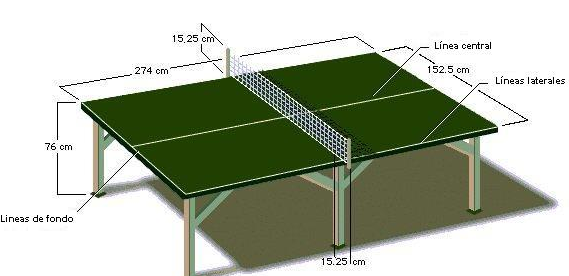 15,25 cm
Línea central
274 cm
152.5 cm
Líneas laterales
76 cm
Líneas de fondo
15.25 cm